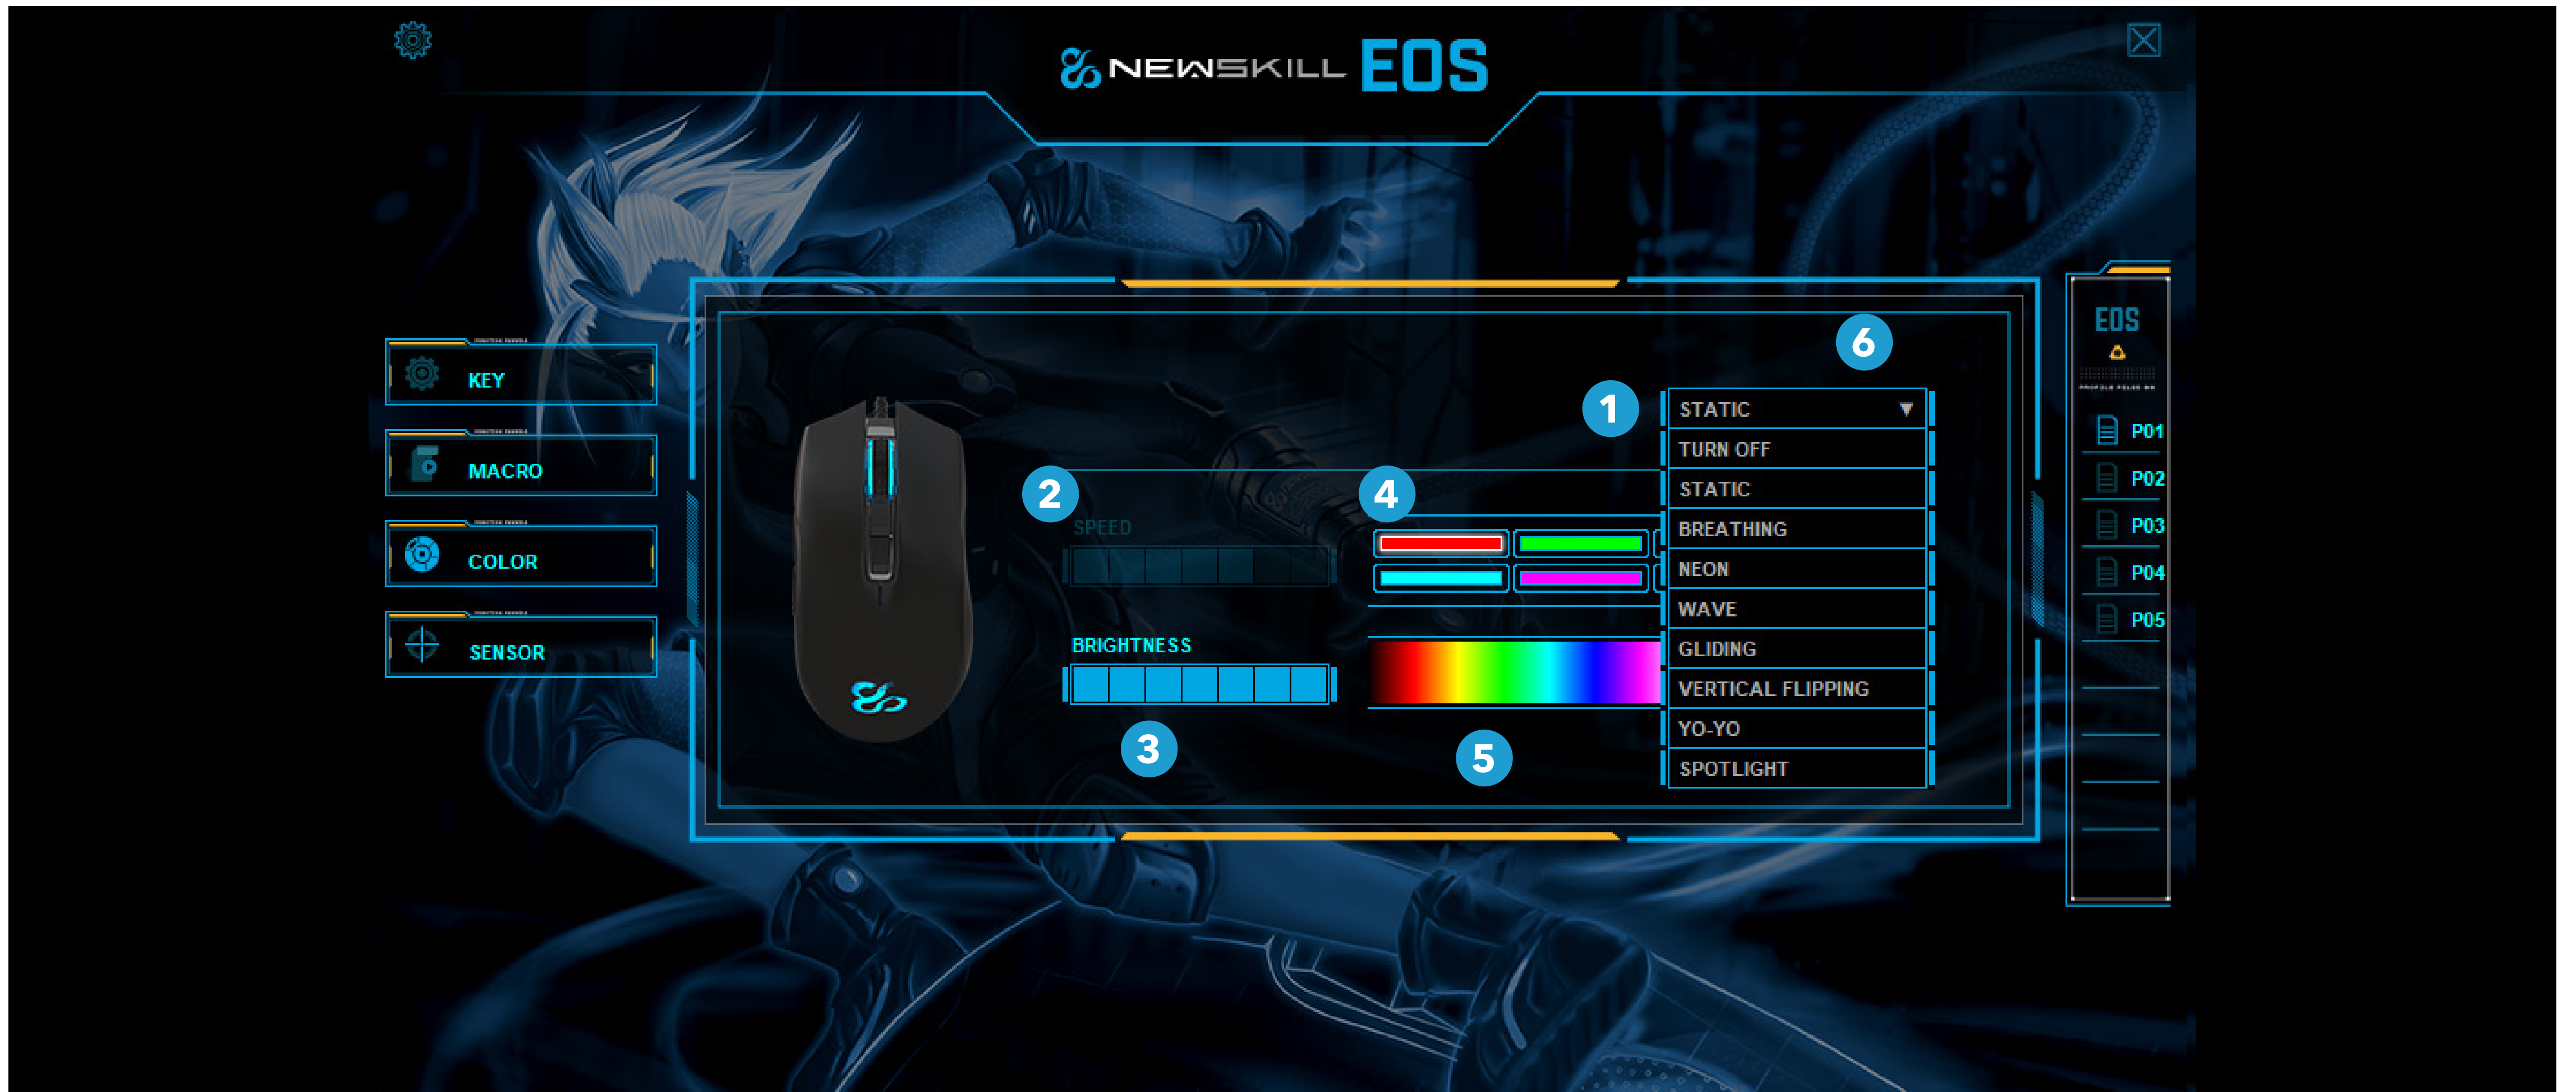 NEWSKILL EOS
6
KEY
MACRO
COLOR
SENSOR
1
STATIC ▼
TURN OFF
STATIC
BREATHING
NEON
WAVE
GLIDING
VERTICAL FLIPPING
YO-YO
SPOTLIGHT
2
SPEED
4
BRIGHTNESS
3
5
EOS
P01
P02
P03
P04
P05